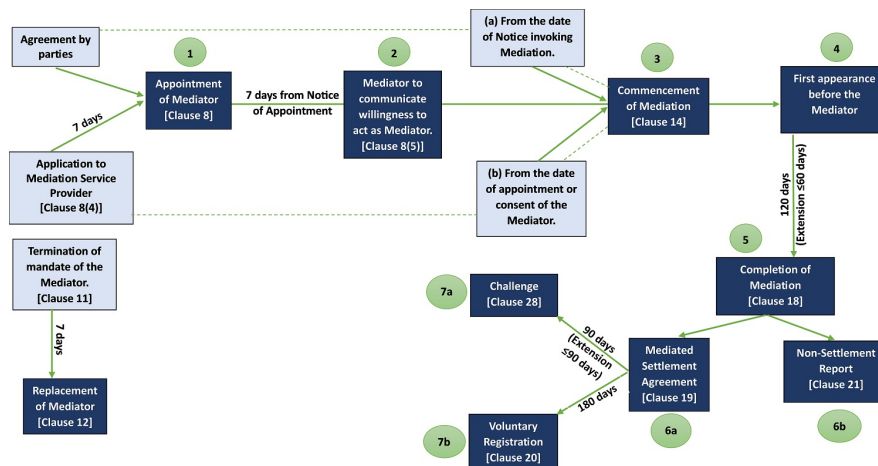 Agreement by
parties
1
Appointment
of Mediator
[Clause 8]
7 days
Application to
Mediation Service
Provider
[Clause 8(4)]
7 days from Notice
of Appointment
2
Mediator to
communicate
willingness to
act as Mediator.
[Clause 8(5)]
(a) From the date
of Notice invoking
Mediation.
(b) From the date
of appointment or
consent of the
Mediator.
3
Commencement
of Mediation
[Clause 14]
4
First appearance
before the
Mediator
120 days
(Extension ≤60 days)
5
Completion of
Mediation
[Clause 18]
Termination of
mandate of the
Mediator.
[Clause 11]
7 days
Replacement
of Mediator
[Clause 12]
7a
Challenge
[Clause 28]
90 days
(Extension
≤90 days)
Mediated
Settlement
Agreement
[Clause 19]
6a
Non-Settlement
Report
[Clause 21]
6b
180 days
7b
Voluntary
Registration
[Clause 20]